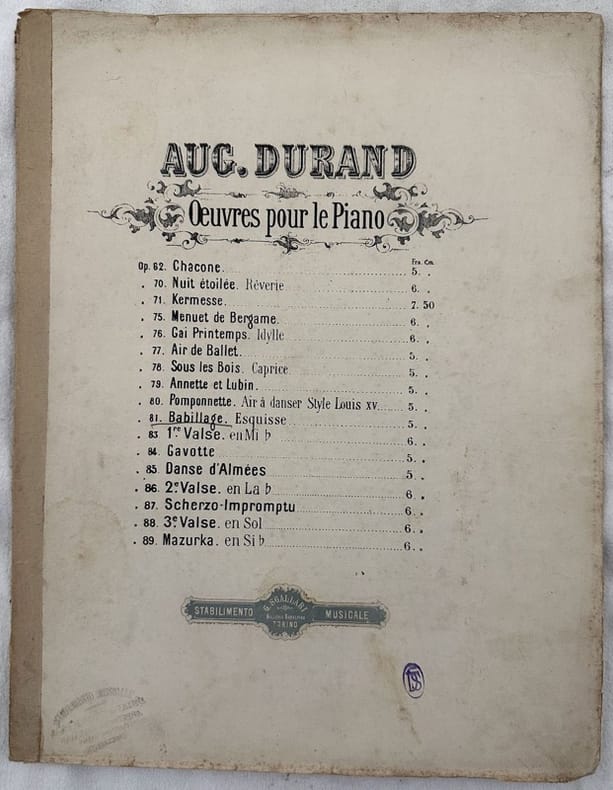 AUG. DURAND
Œuvres pour le Piano
Frs. Cm.
Op. 62. Chacone. 5. .
. 70. Nuit étoilée. Rêverie 6. .
. 71. Kermesse. 7. 50
. 75. Menuet de Bergame. 6. .
. 76. Gai Printemps. Idylle 6. .
. 77. Air de Ballet. 5. .
. 78. Sous les Bois. Caprice. 5. .
. 79. Annette et Lubin. 5. .
. 80. Pomponnette. Air à danser Style Louis XV. 5. .
. 81. Babillage. Esquisse 5. .
. 83 1re Valse. en Mi ♭ 6. .
. 84. Gavotte 5. .
. 85. Danse d'Almées 5. .
. 86. 2e Valse. en La ♭ 6. .
. 87. Scherzo-Impromptu 6. .
. 88. 3e Valse. en Sol 6. .
. 89. Mazurka. en Si ♭ 6. .
STABILIMENTO MUSICALE
TORINO